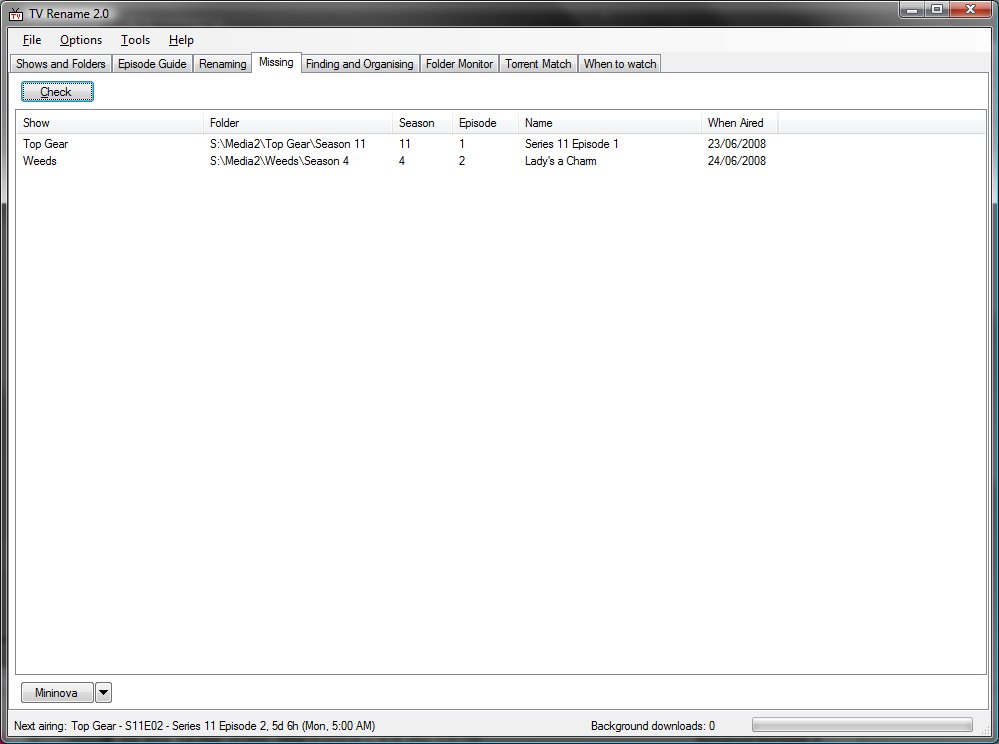 TV Rename 2.0
File Options Tools Help
Shows and Folders Episode Guide Renaming Missing Finding and Organising Folder Monitor Torrent Match When to watch
Check
Show Folder Season Episode Name When Aired
Top Gear S:\Media2\Top Gear\Season 11 11 1 Series 11 Episode 1 23/06/2008
Weeds S:\Media2\Weeds\Season 4 4 2 Lady's a Charm 24/06/2008
Mininova
Next airing: Top Gear - S11E02 - Series 11 Episode 2, 5d 6h (Mon, 5:00 AM) Background downloads: 0